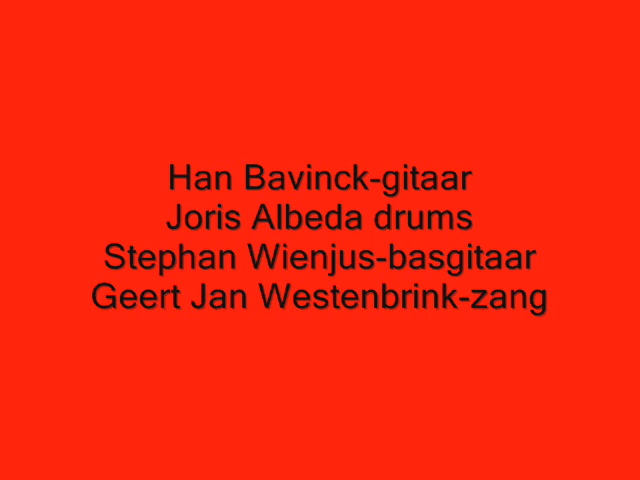 Han Bavinck-gitaar
Joris Albeda drums
Stephan Wienjus-basgitaar
Geert Jan Westenbrink-zang